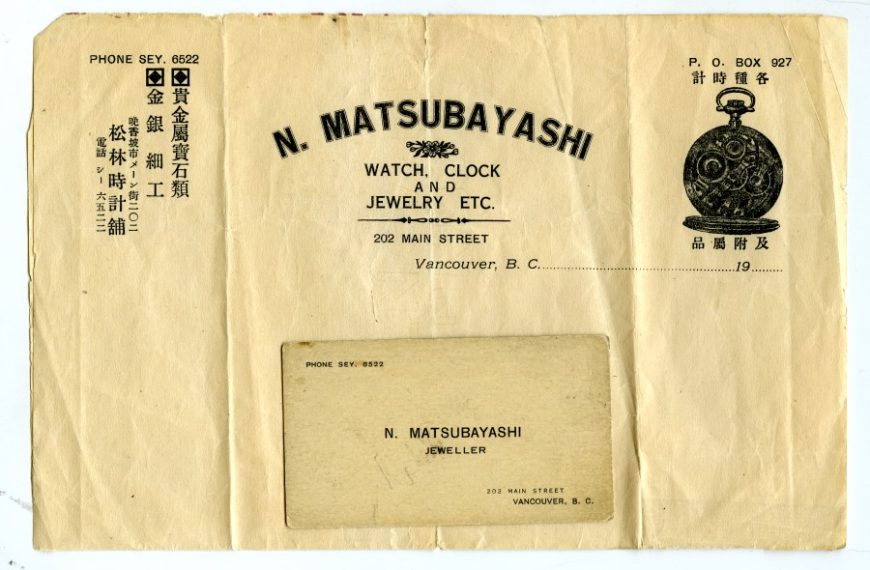 PHONE SEY. 6522
貴金屬寶石類
金銀細工
晩香坡市メーン街二〇二
松林時計舗
電話シー六五二二
N. MATSUBAYASHI
WATCH, CLOCK
AND
JEWELRY ETC.
202 MAIN STREET
Vancouver, B. C. 19
P. O. BOX 927
各種時計
及附屬品
PHONE SEY. 6522
N. MATSUBAYASHI
JEWELLER
202 MAIN STREET
VANCOUVER, B. C.